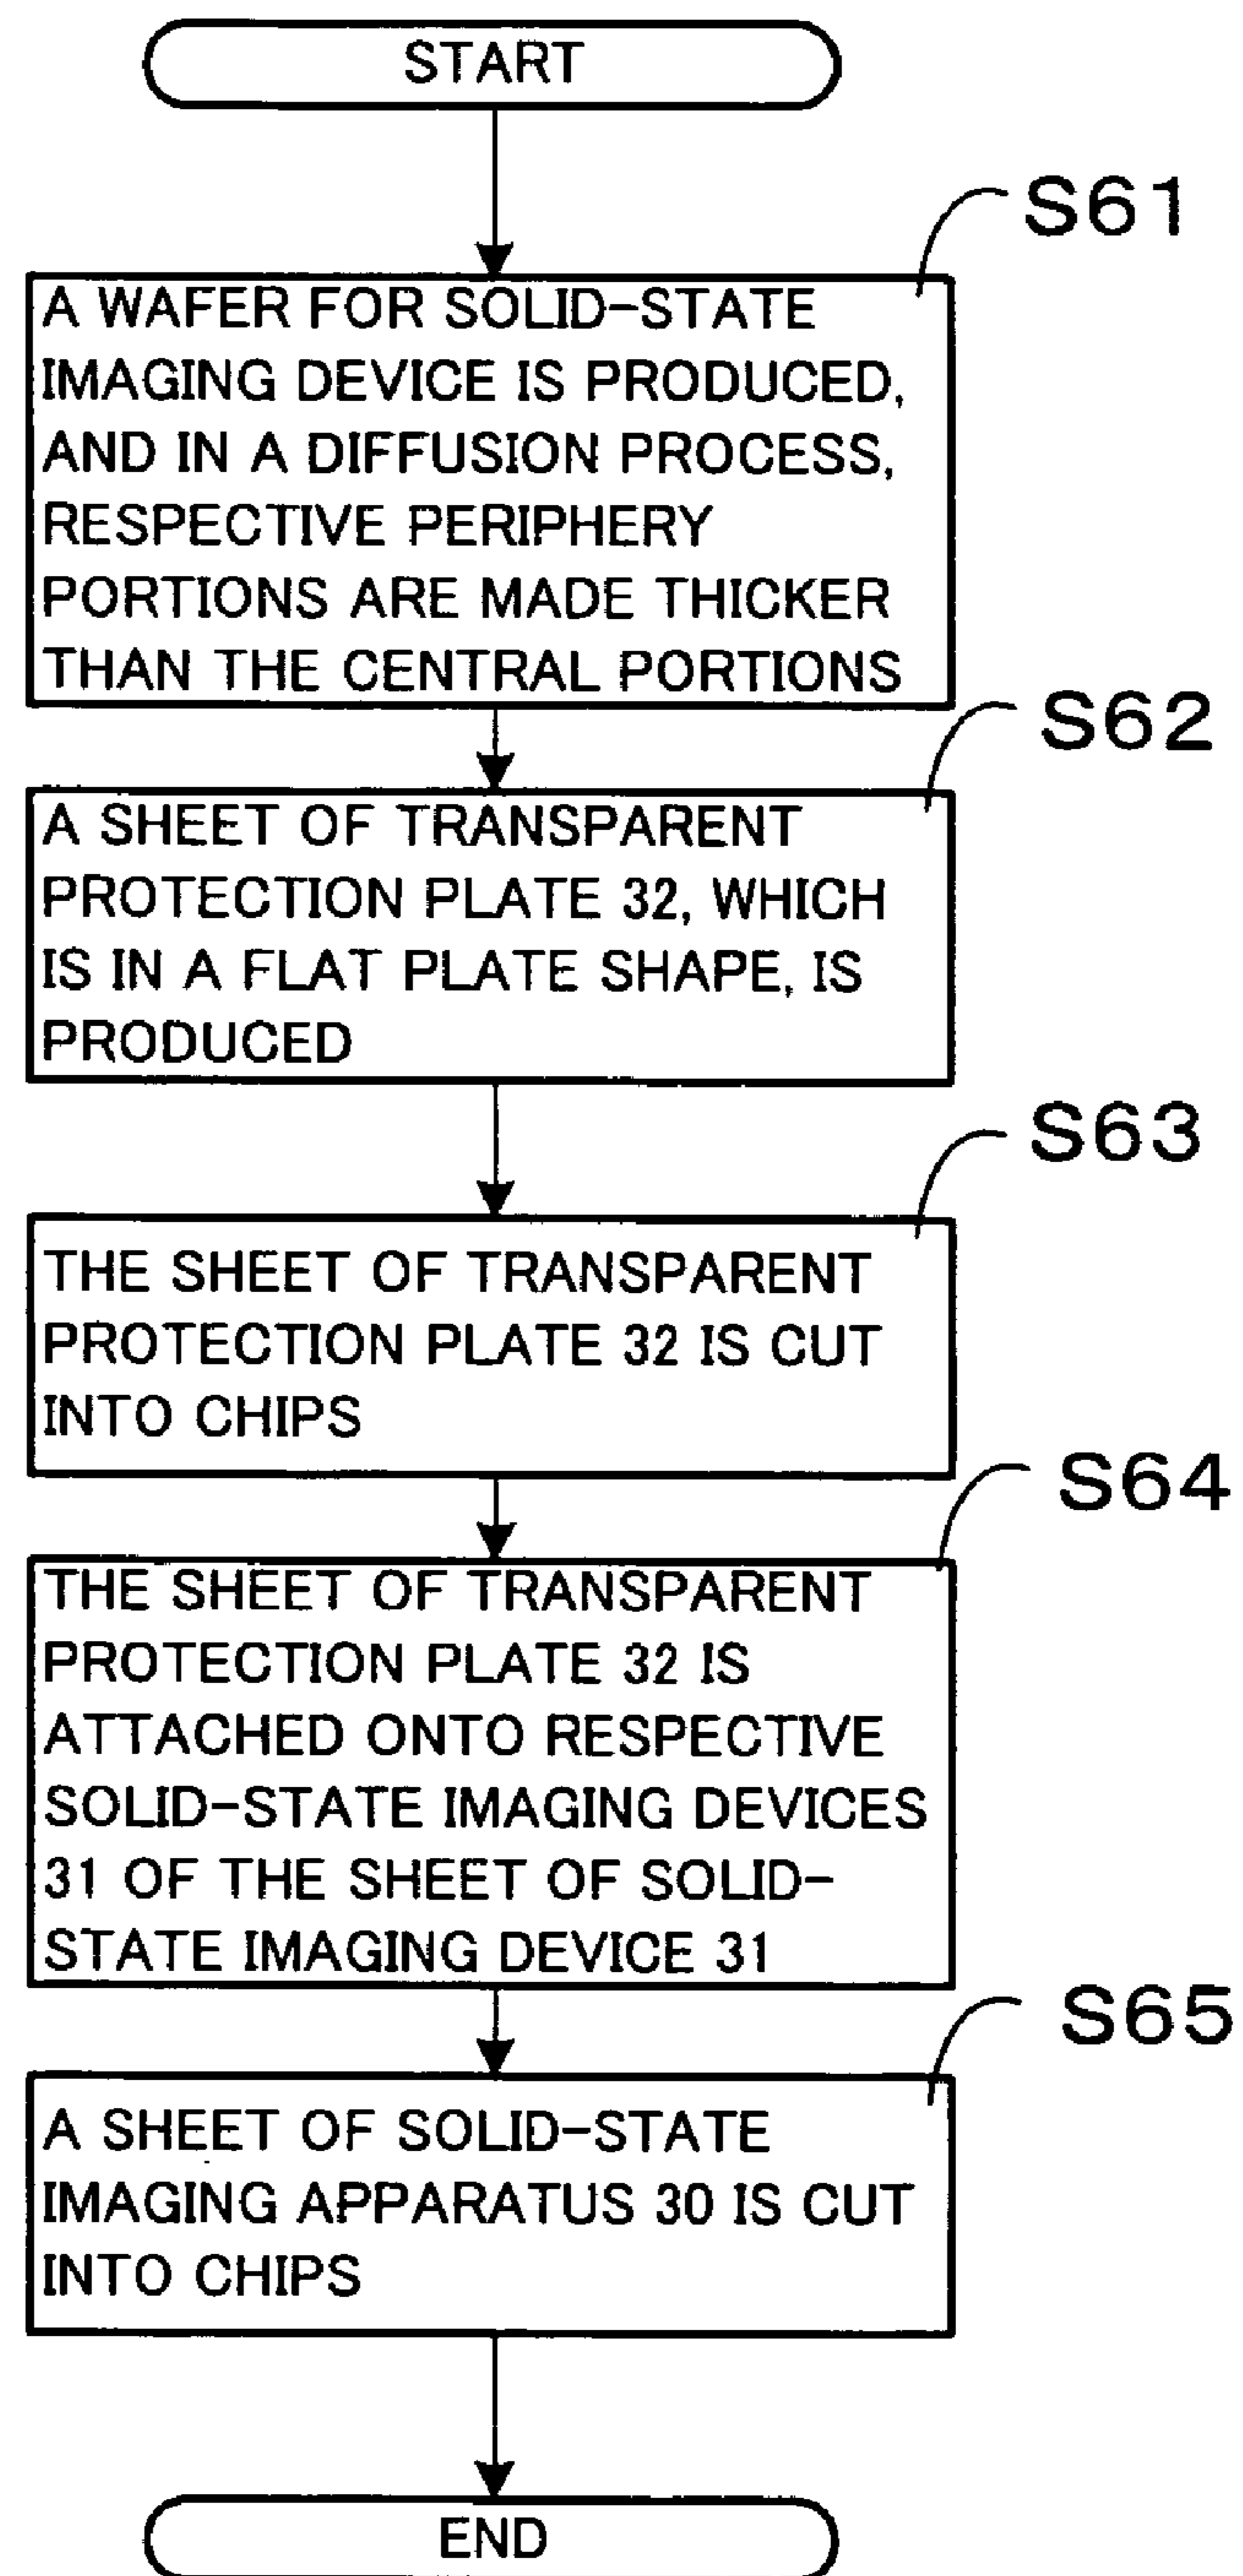 START
S61
A WAFER FOR SOLID-STATE
IMAGING DEVICE IS PRODUCED,
AND IN A DIFFUSION PROCESS,
RESPECTIVE PERIPHERY
PORTIONS ARE MADE THICKER
THAN THE CENTRAL PORTIONS
S62
A SHEET OF TRANSPARENT
PROTECTION PLATE 32, WHICH
IS IN A FLAT PLATE SHAPE, IS
PRODUCED
S63
THE SHEET OF TRANSPARENT
PROTECTION PLATE 32 IS CUT
INTO CHIPS
S64
THE SHEET OF TRANSPARENT
PROTECTION PLATE 32 IS
ATTACHED ONTO RESPECTIVE
SOLID-STATE IMAGING DEVICES
31 OF THE SHEET OF SOLID-
STATE IMAGING DEVICE 31
S65
A SHEET OF SOLID-STATE
IMAGING APPARATUS 30 IS CUT
INTO CHIPS
END